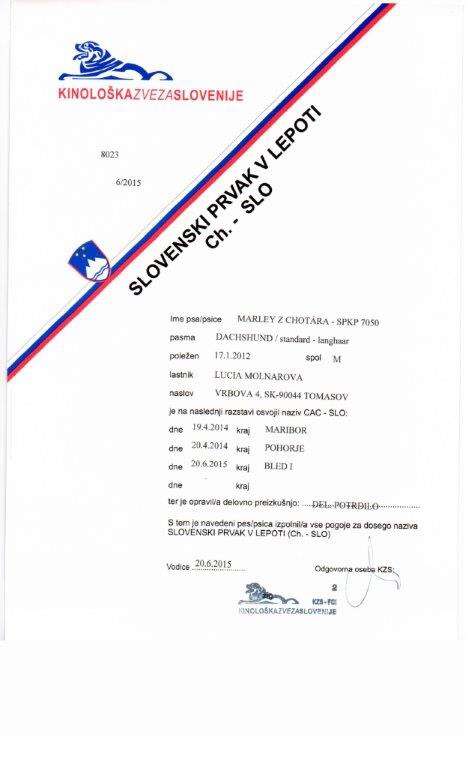 KINOLOŠKAZVEZASLOVENIJE
8023
6/2015
SLOVENSKI PRVAK V LEPOTI
Ch. - SLO
Ime psa/psice MARLEY Z CHOTÁRA - SPKP 7050
pasma DACHSHUND / standard - langhaar
poležen 17.1.2012 spol M
lastnik LUCIA MOLNAROVA
naslov VRBOVA 4, SK-90044 TOMASOV
je na naslednji razstavi osvojil naziv CAC - SLO:
dne 19.4.2014 kraj MARIBOR
dne 20.4.2014 kraj POHORJE
dne 20.6.2015 kraj BLED I
dne kraj
ter je opravil/a delovno preizkušnjo: DEL. POTRDILO
S tem je navedeni pes/psica izpolnil/a vse pogoje za dosego naziva
SLOVENSKI PRVAK V LEPOTI (Ch. - SLO)
Vodice 20.6.2015 Odgovorna oseba KZS:
žig 2
KZS-FCI
KINOLOŠKAZVEZASLOVENIJE